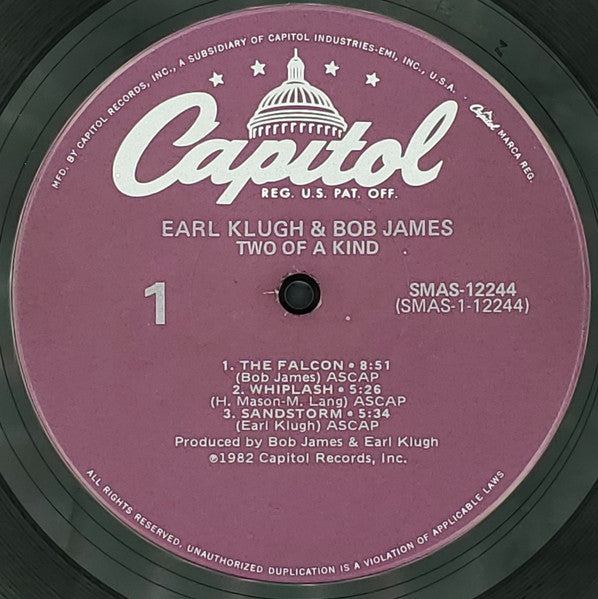 MFD. BY CAPITOL RECORDS, INC., A SUBSIDIARY OF CAPITOL INDUSTRIES-EMI, INC., U.S.A. • Capitol MARCA REG.
Capitol
REG. U.S. PAT. OFF.
EARL KLUGH & BOB JAMES
TWO OF A KIND
1
SMAS-12244
(SMAS-1-12244)
1. THE FALCON • 8:51
(Bob James) ASCAP
2. WHIPLASH • 5:26
(H. Mason-M. Lang) ASCAP
3. SANDSTORM • 5:34
(Earl Klugh) ASCAP
Produced by Bob James & Earl Klugh
℗1982 Capitol Records, Inc.
ALL RIGHTS RESERVED. UNAUTHORIZED DUPLICATION IS A VIOLATION OF APPLICABLE LAWS